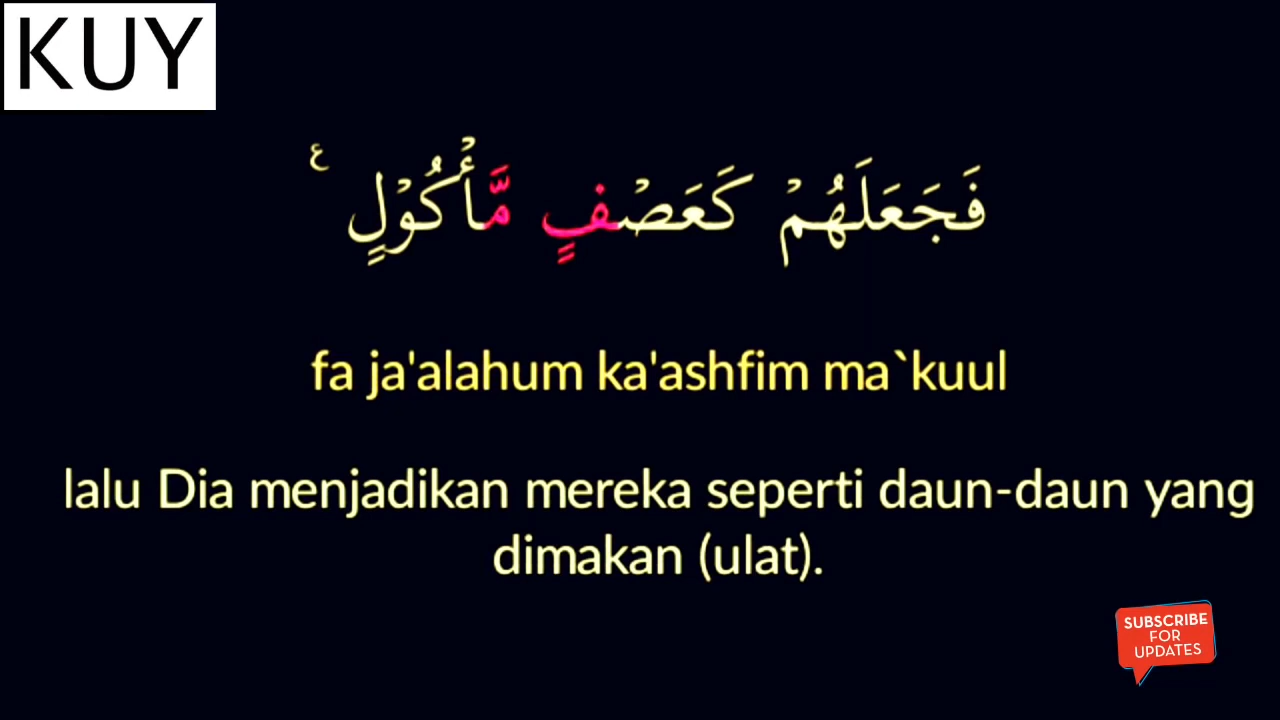 KUY
فَجَعَلَهُمْ كَعَصْفٍ مَّأْكُوْلٍ ࣖ
fa ja'alahum ka'ashfim ma`kuul
lalu Dia menjadikan mereka seperti daun-daun yang
dimakan (ulat).
SUBSCRIBE
FOR
UPDATES